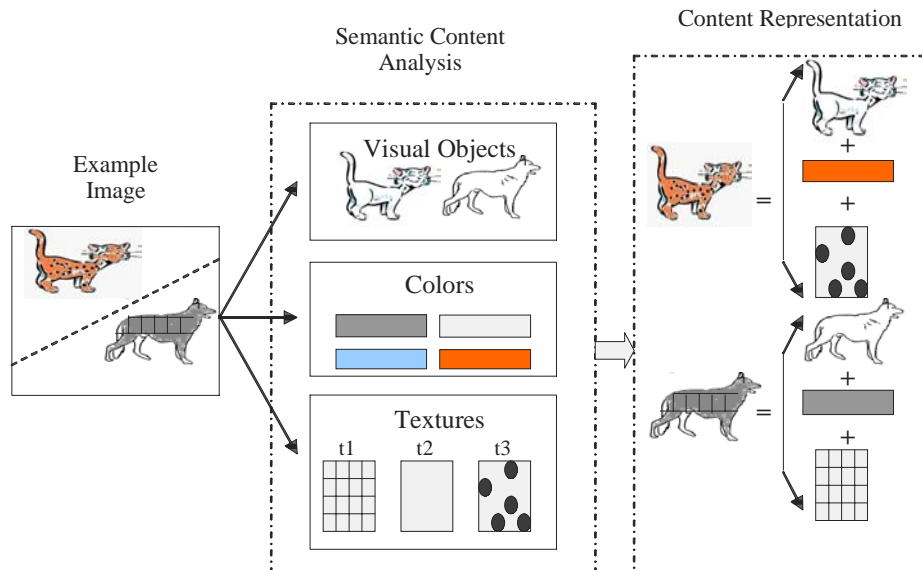 Content Representation
Semantic Content
Analysis
Example
Image
Visual Objects
Colors
Textures
t1 t2 t3
+
=
+
+
=
+